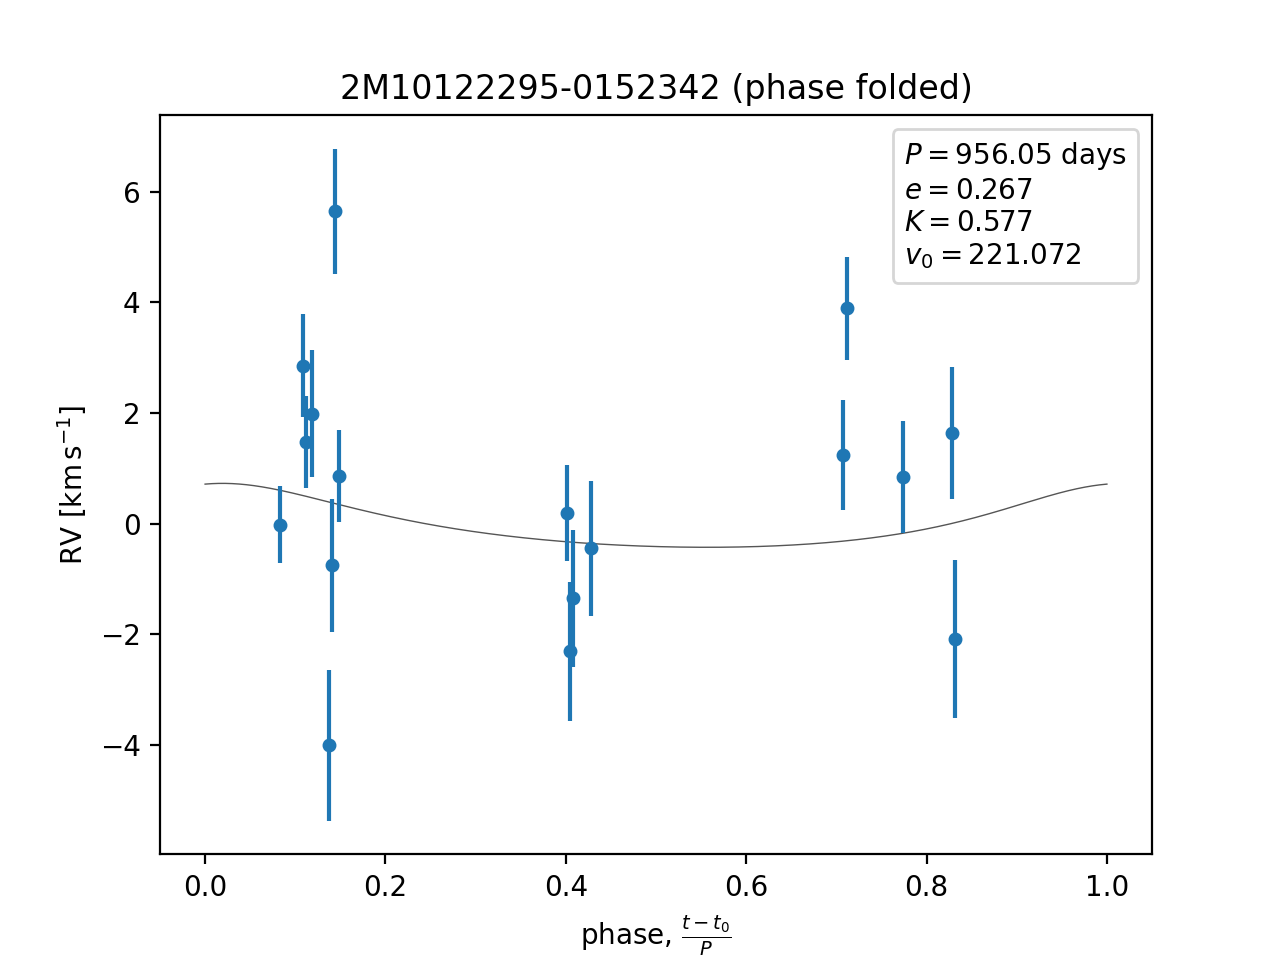 2M10122295-0152342 (phase folded)
P = 956.05 days
e = 0.267
K = 0.577
v₀ = 221.072
6
4
2
0
−2
−4
RV [km s⁻¹]
0.0 0.2 0.4 0.6 0.8 1.0
phase, (t − t₀)/P